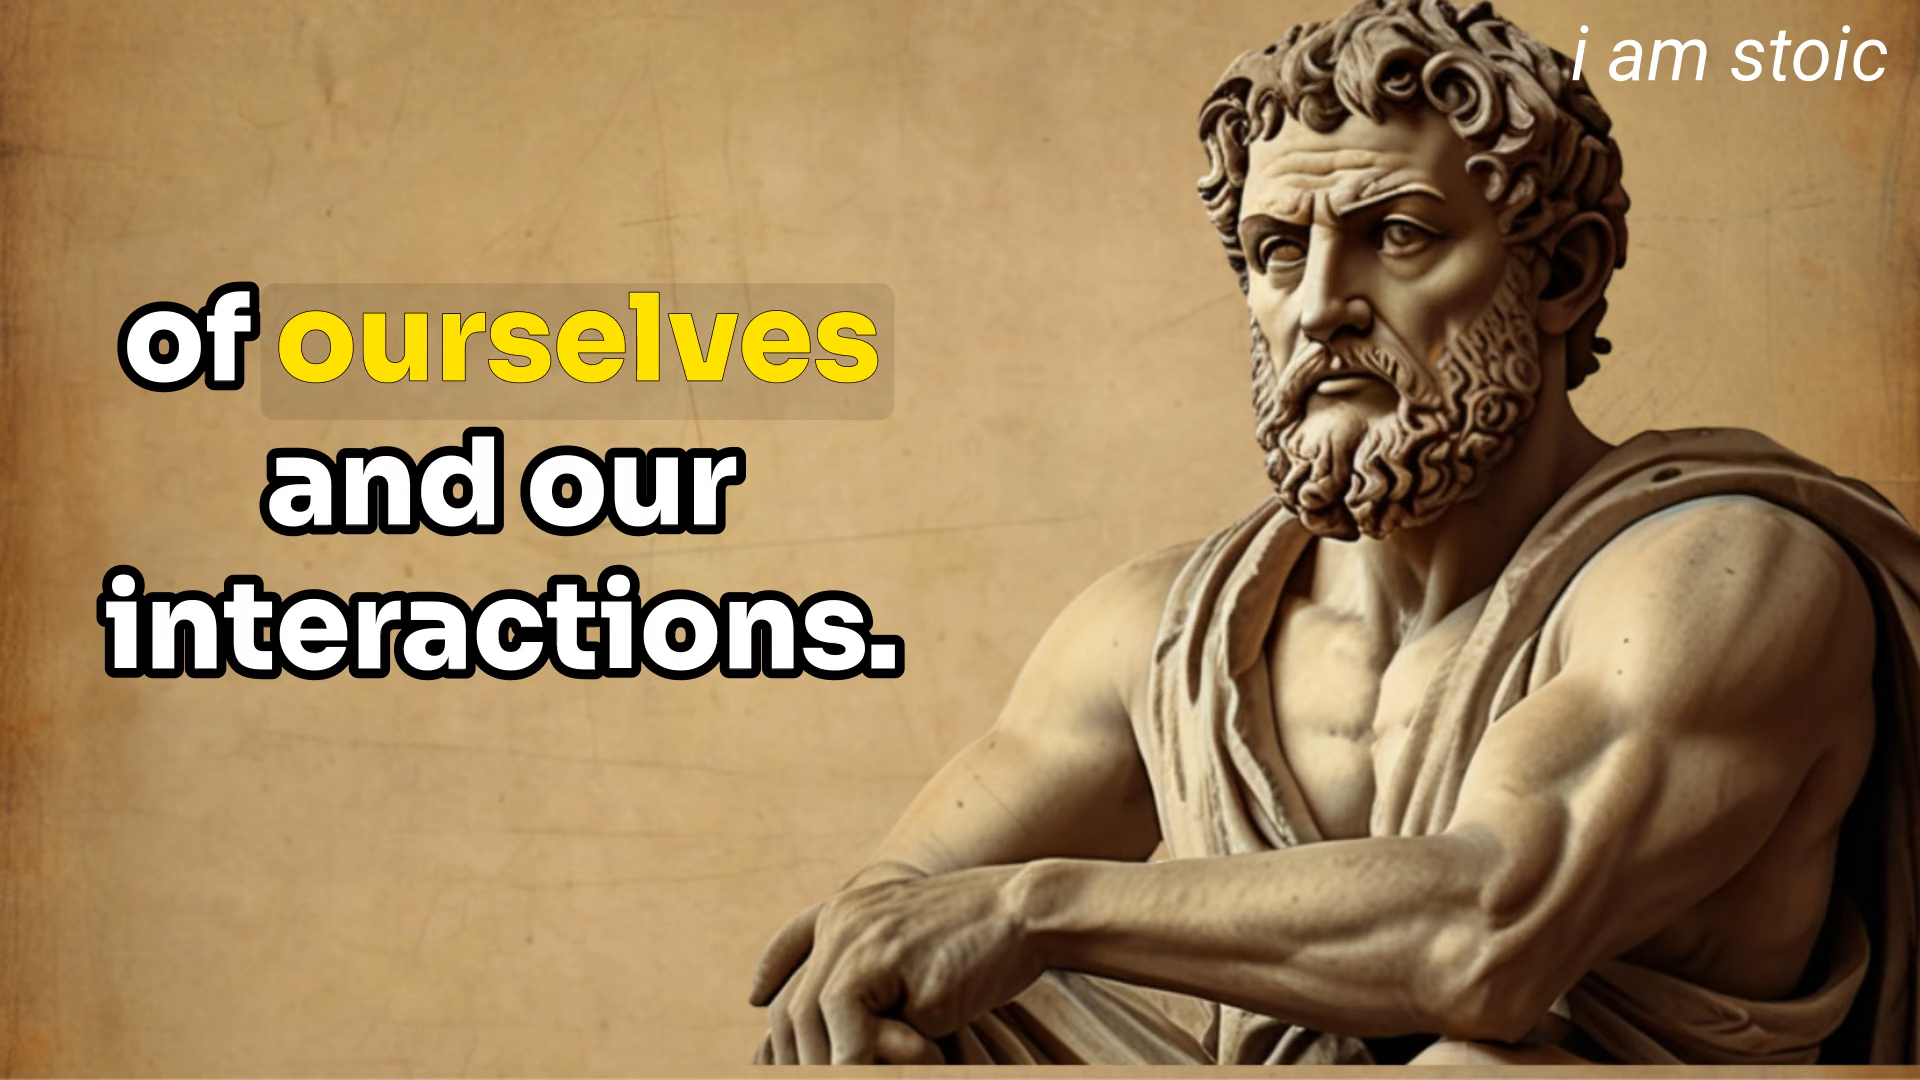 i am stoic
of ourselves
and our
interactions.